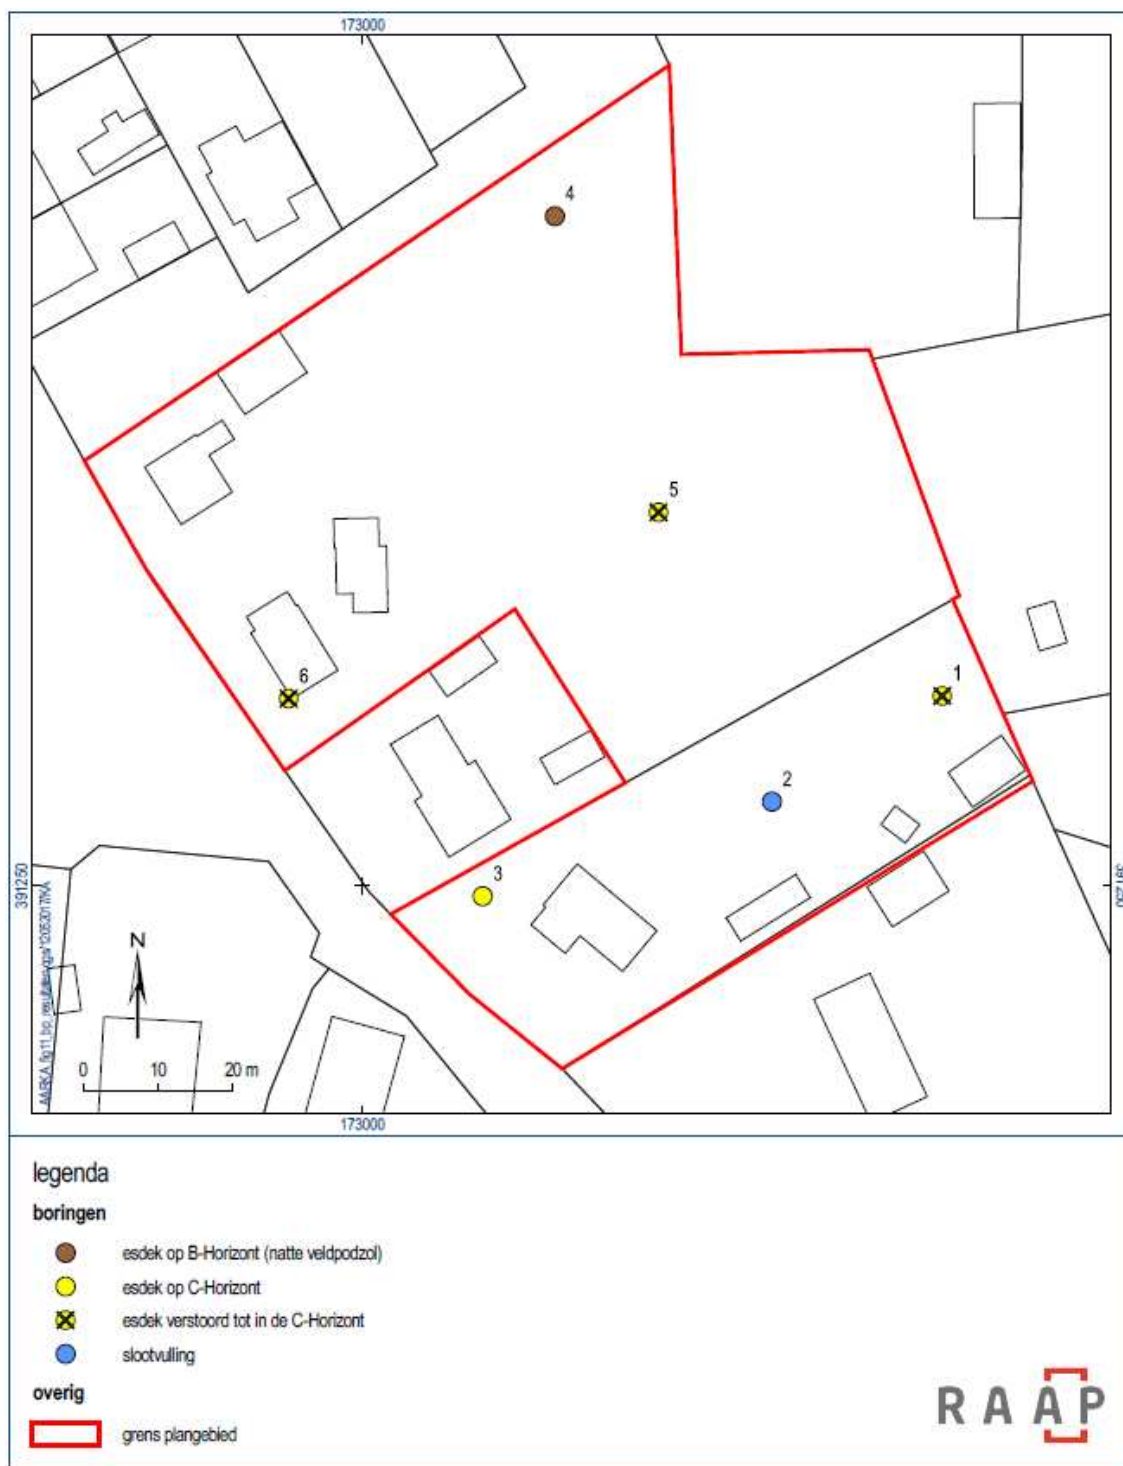 173000
4
5
6
1
2
3
391250
391250
N
0 10 20 m
173000
legenda
boringen
esdek op B-Horizont (natte veldpodzol)
esdek op C-Horizont
esdek verstoord tot in de C-Horizont
slootvulling
overig
grens plangebied
RAAP